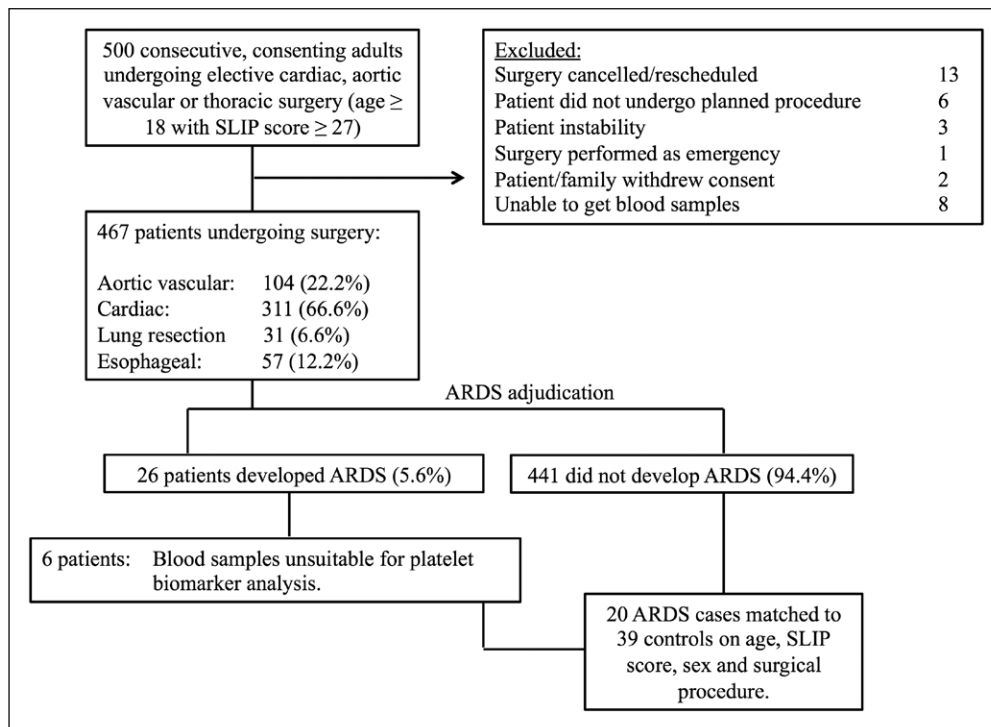 500 consecutive, consenting adults
undergoing elective cardiac, aortic
vascular or thoracic surgery (age ≥
18 with SLIP score ≥ 27)
Excluded:
Surgery cancelled/rescheduled 13
Patient did not undergo planned procedure 6
Patient instability 3
Surgery performed as emergency 1
Patient/family withdrew consent 2
Unable to get blood samples 8
467 patients undergoing surgery:
Aortic vascular: 104 (22.2%)
Cardiac: 311 (66.6%)
Lung resection 31 (6.6%)
Esophageal: 57 (12.2%)
ARDS adjudication
26 patients developed ARDS (5.6%)
441 did not develop ARDS (94.4%)
6 patients: Blood samples unsuitable for platelet
biomarker analysis.
20 ARDS cases matched to
39 controls on age, SLIP
score, sex and surgical
procedure.